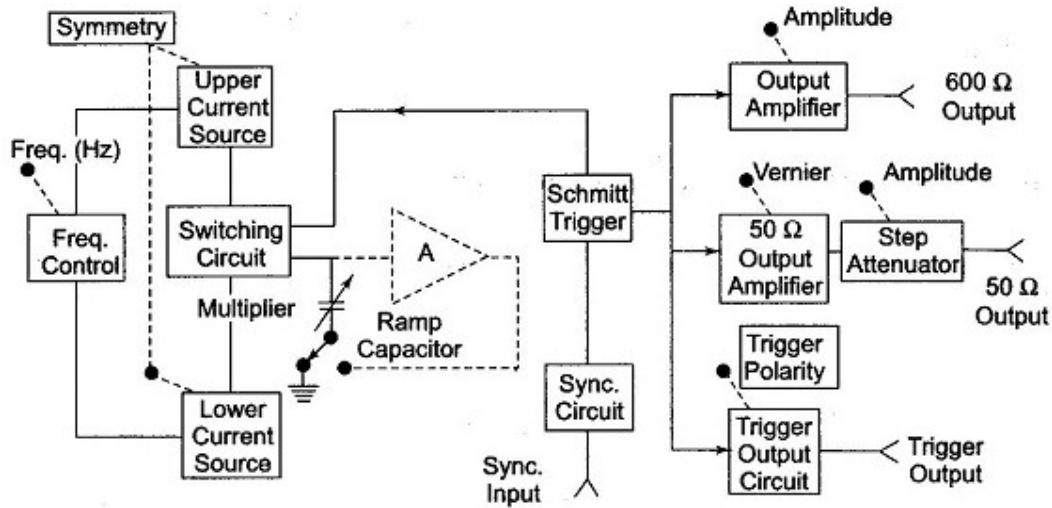 Symmetry
Upper
Current
Source
Freq. (Hz)
Freq.
Control
Switching
Circuit
Multiplier
A
Ramp
Capacitor
Lower
Current
Source
Schmitt
Trigger
Sync.
Circuit
Sync.
Input
Amplitude
Output
Amplifier
600 Ω
Output
Vernier
50 Ω
Output
Amplifier
Amplitude
Step
Attenuator
50 Ω
Output
Trigger
Polarity
Trigger
Output
Circuit
Trigger
Output